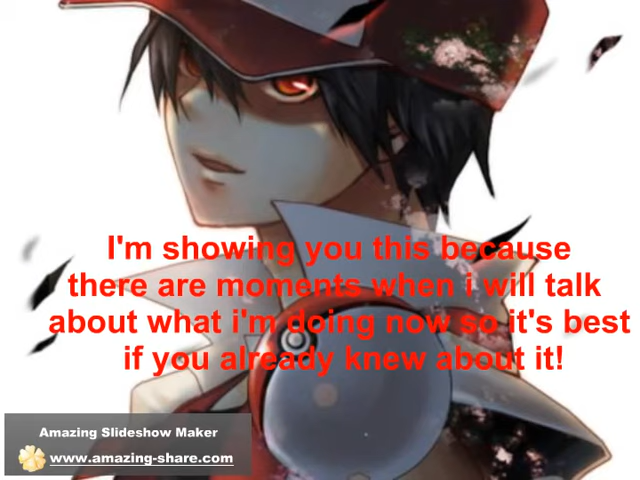 I'm showing you this because
there are moments when i will talk
about what i'm doing now so it's best
if you already knew about it!
Amazing Slideshow Maker
www.amazing-share.com